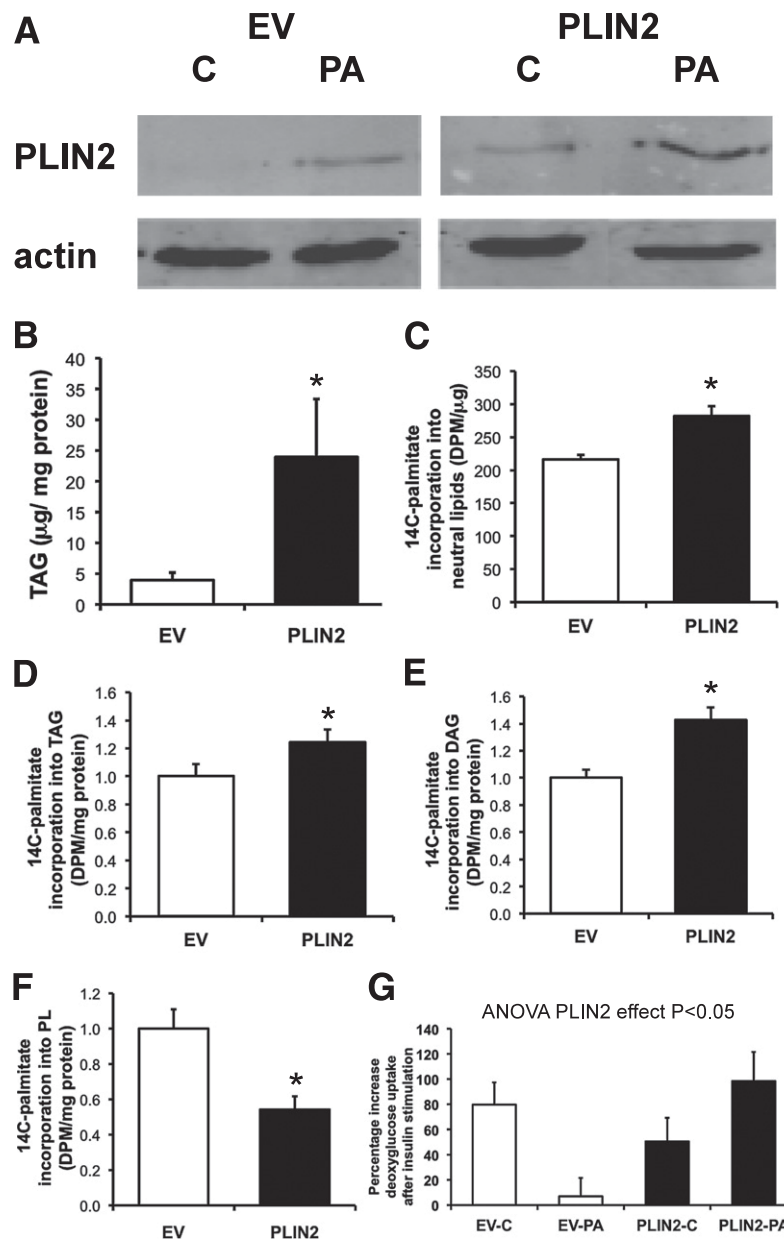 A
EV PLIN2
C PA C PA
PLIN2
actin
B
TAG (μg/ mg protein)
40
35
30
25
20
15
10
5
0
*
EV PLIN2
C
14C-palmitate
incorporation into
neutral lipids (DPM/μg)
350
300
250
200
150
100
50
0
*
EV PLIN2
D
14C-palmitate
incorporation into TAG
(DPM/mg protein)
1.6
1.4
1.2
1.0
0.8
0.6
0.4
0.2
0.0
*
EV PLIN2
E
14C-palmitate
incorporation into DAG
(DPM/mg protein)
1.6
1.4
1.2
1.0
0.8
0.6
0.4
0.2
0.0
*
EV PLIN2
F
14C-palmitate
incorporation into PL
(DPM/mg protein)
1.2
1.0
0.8
0.6
0.4
0.2
0.0
*
EV PLIN2
G
ANOVA PLIN2 effect P<0.05
Percentage increase
deoxyglucose uptake
after insulin stimulation
140
120
100
80
60
40
20
0
EV-C EV-PA PLIN2-C PLIN2-PA